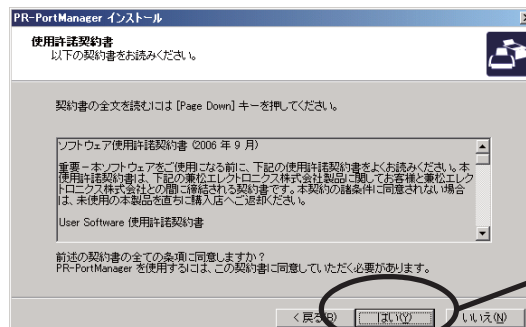 PR-PortManager インストール
使用許諾契約書
以下の契約書をお読みください。
契約書の全文を読むには [Page Down] キーを押してください。
ソフトウェア使用許諾契約書 (2006 年 9 月)
重要－本ソフトウェアをご使用になる前に、下記の使用許諾契約書をよくお読みください。本
使用許諾契約書は、下記の兼松エレクトロニクス株式会社製品に関してお客様と兼松エレク
トロニクス株式会社との間に締結される契約書です。本契約の諸条件に同意されない場合
は、未使用の本製品を直ちに購入店へご返却ください。
User Software 使用許諾契約書
前述の契約書の全ての条項に同意しますか?
PR-PortManager を使用するには、この契約書に同意していただく必要があります。
< 戻る(B) はい(Y) いいえ(N)